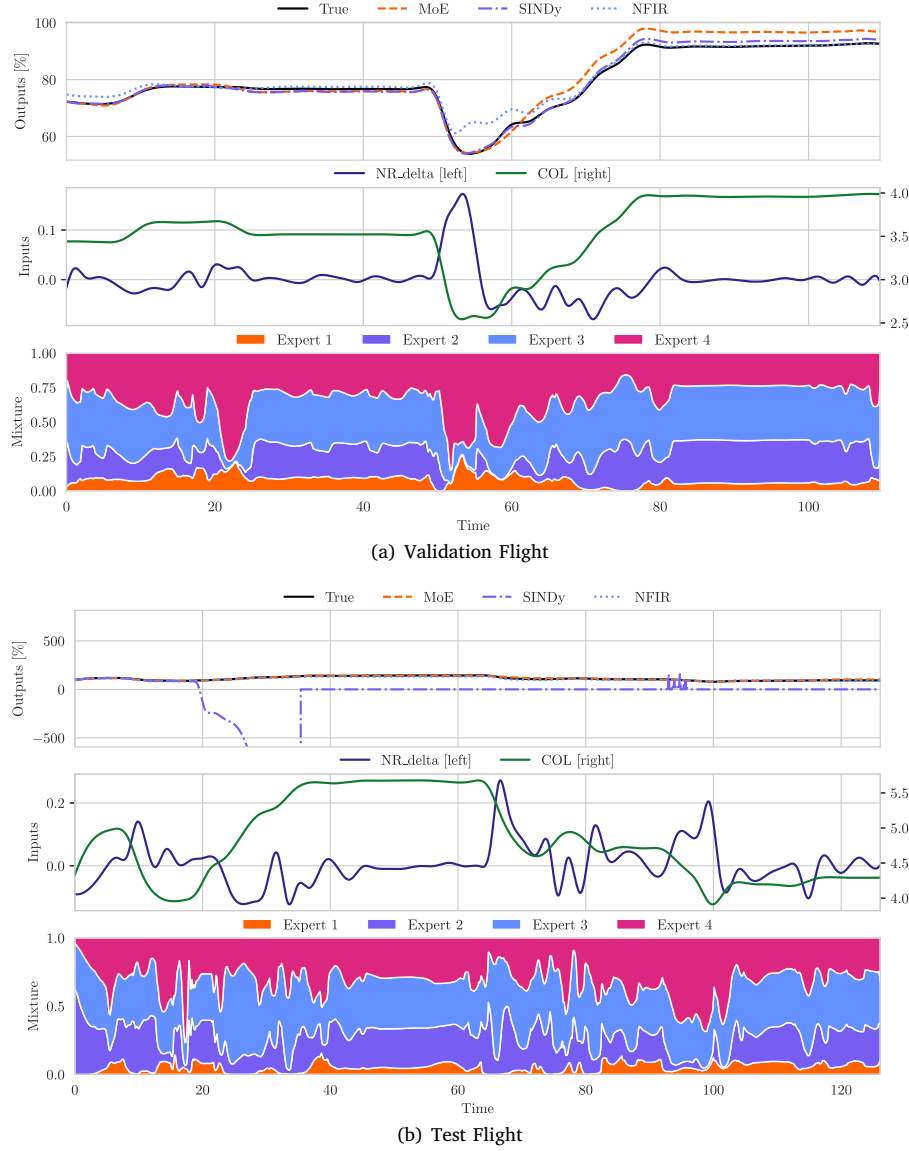 True MoE SINDy NFIR
100
80
60
Outputs [%]
NR_delta [left] COL [right]
0.1
0.0
Inputs
4.0
3.5
3.0
2.5
Expert 1 Expert 2 Expert 3 Expert 4
1.00
0.75
0.50
0.25
0.00
Mixture
0 20 40 60 80 100
Time
(a) Validation Flight
True MoE SINDy NFIR
500
0
−500
Outputs [%]
NR_delta [left] COL [right]
0.2
0.0
Inputs
5.5
5.0
4.5
4.0
Expert 1 Expert 2 Expert 3 Expert 4
1.0
0.5
0.0
Mixture
0 20 40 60 80 100 120
Time
(b) Test Flight